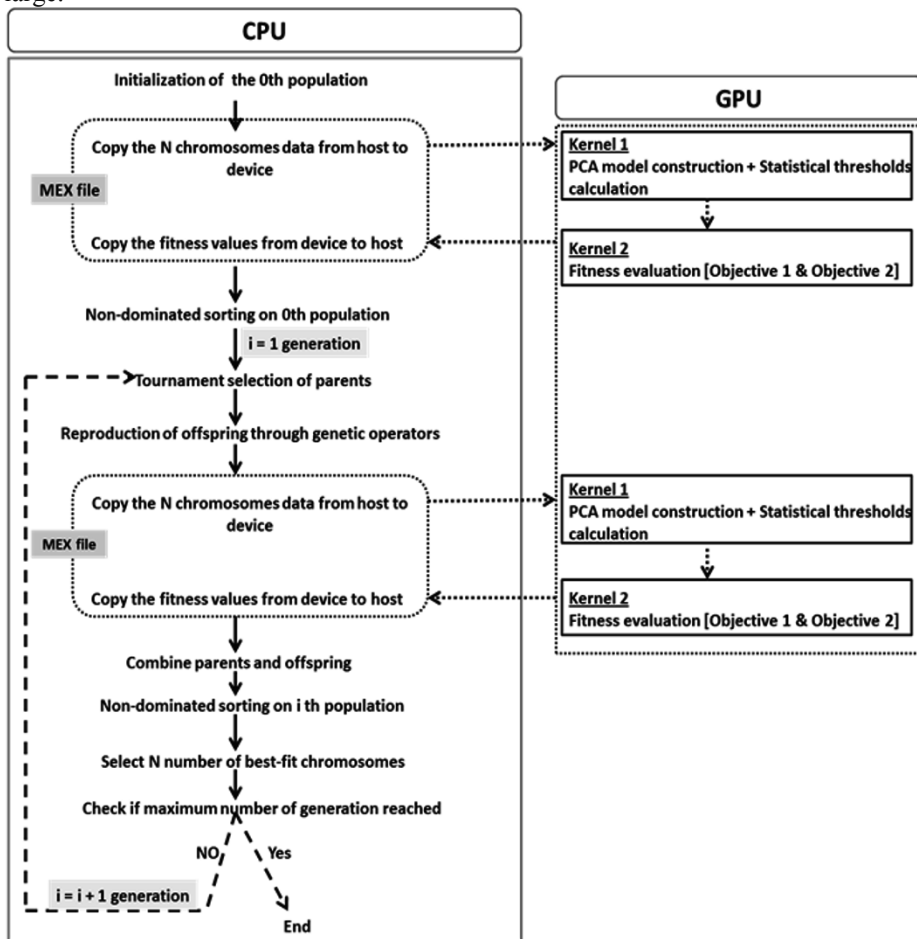 large.
CPU
Initialization of the 0th population
Copy the N chromosomes data from host to
device
MEX file
Copy the fitness values from device to host
Non-dominated sorting on 0th population
i = 1 generation
Tournament selection of parents
Reproduction of offspring through genetic operators
Copy the N chromosomes data from host to
device
MEX file
Copy the fitness values from device to host
Combine parents and offspring
Non-dominated sorting on i th population
Select N number of best-fit chromosomes
Check if maximum number of generation reached
NO
Yes
i = i + 1 generation
End
GPU
Kernel 1
PCA model construction + Statistical thresholds
calculation
Kernel 2
Fitness evaluation [Objective 1 & Objective 2]
Kernel 1
PCA model construction + Statistical thresholds
calculation
Kernel 2
Fitness evaluation [Objective 1 & Objective 2]